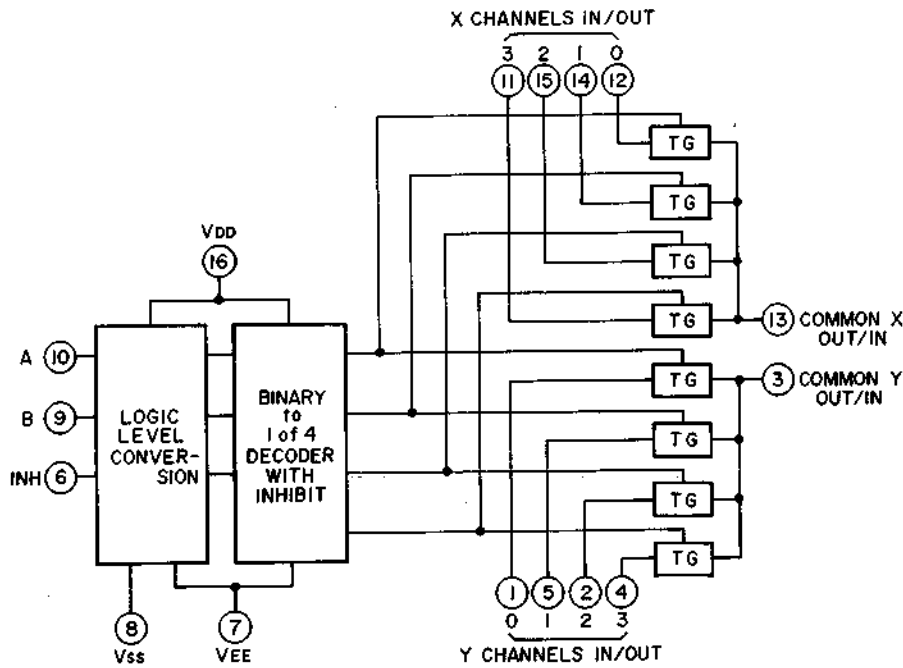 X CHANNELS IN/OUT
3 2 1 0
11 15 14 12
TG
TG
VDD
16
TG
TG
13 COMMON X
OUT/IN
A 10
B 9
INH 6
LOGIC
LEVEL
CONVER-
SION
BINARY
to
1 of 4
DECODER
WITH
INHIBIT
TG
3 COMMON Y
OUT/IN
TG
TG
TG
8
VSS
7
VEE
1 5 2 4
0 1 2 3
Y CHANNELS IN/OUT